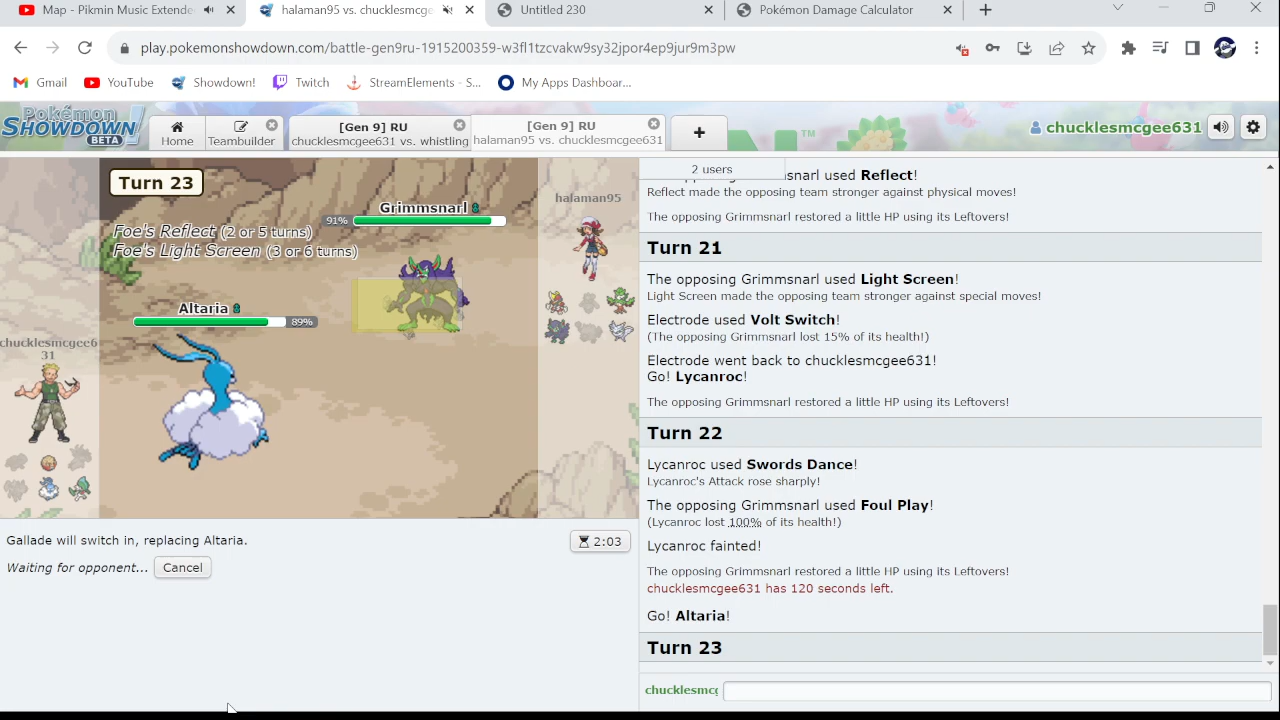 Map - Pikmin Music Extende
halaman95 vs. chucklesmcge
Untitled 230
Pokémon Damage Calculator
play.pokemonshowdown.com/battle-gen9ru-1915200359-w3fl1tzcvakw9sy32jpor4ep9jur9m3pw
Gmail
YouTube
Showdown!
Twitch
StreamElements - S...
My Apps Dashboar...
Pokémon
SHOWDOWN!
BETA
Home
Teambuilder
[Gen 9] RU
chucklesmcgee631 vs. whistling
[Gen 9] RU
halaman95 vs. chucklesmcgee631
+
TM
chucklesmcgee631
Turn 23
Foe's Reflect (2 or 5 turns)
Foe's Light Screen (3 or 6 turns)
Grimmsnarl
91%
Altaria
89%
halaman95
chucklesmcgee6
31
Gallade will switch in, replacing Altaria.
2:03
Waiting for opponent...
Cancel
2 users
snarl used Reflect!
Reflect made the opposing team stronger against physical moves!
The opposing Grimmsnarl restored a little HP using its Leftovers!
Turn 21
The opposing Grimmsnarl used Light Screen!
Light Screen made the opposing team stronger against special moves!
Electrode used Volt Switch!
(The opposing Grimmsnarl lost 15% of its health!)
Electrode went back to chucklesmcgee631!
Go! Lycanroc!
The opposing Grimmsnarl restored a little HP using its Leftovers!
Turn 22
Lycanroc used Swords Dance!
Lycanroc's Attack rose sharply!
The opposing Grimmsnarl used Foul Play!
(Lycanroc lost 100% of its health!)
Lycanroc fainted!
The opposing Grimmsnarl restored a little HP using its Leftovers!
chucklesmcgee631 has 120 seconds left.
Go! Altaria!
Turn 23
chucklesmcg